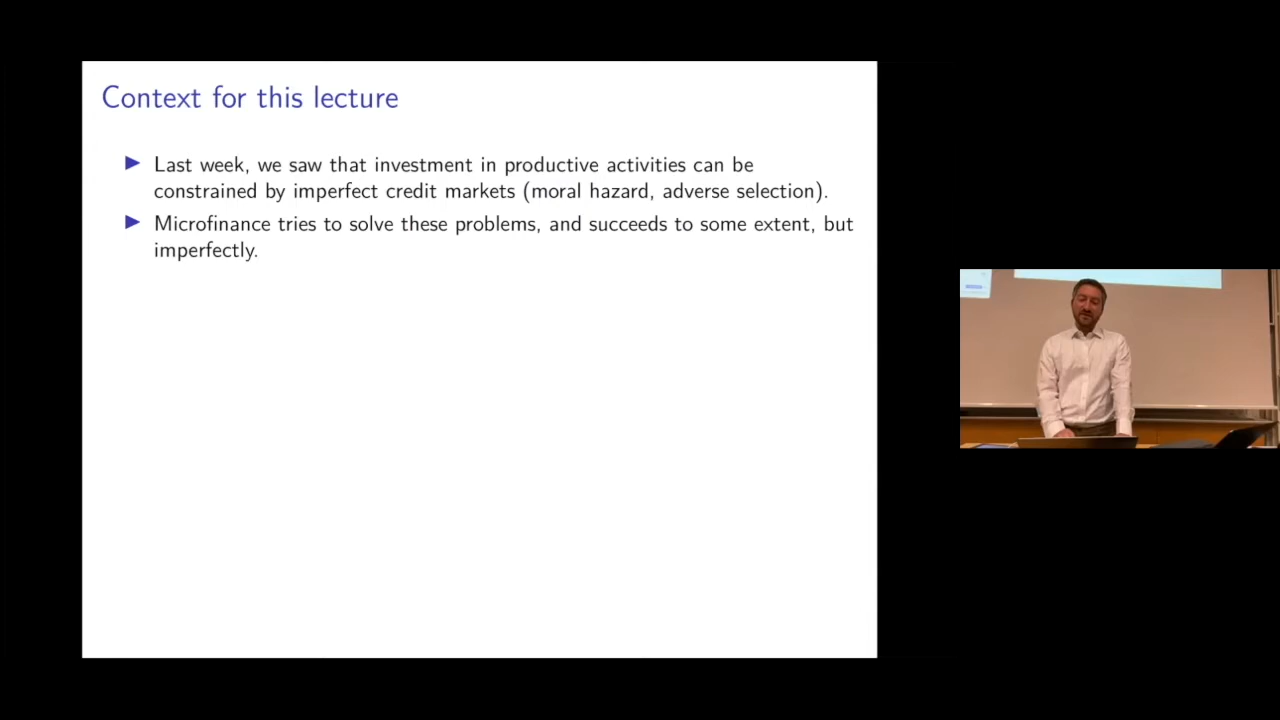 Context for this lecture
Last week, we saw that investment in productive activities can be
constrained by imperfect credit markets (moral hazard, adverse selection).
Microfinance tries to solve these problems, and succeeds to some extent, but
imperfectly.